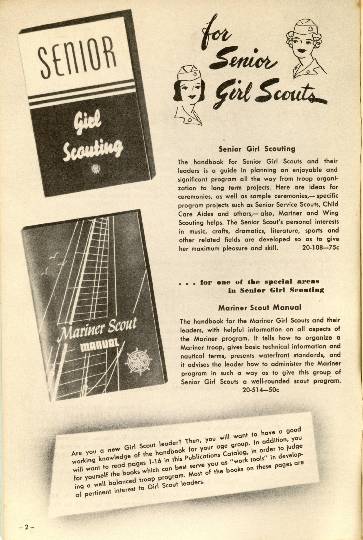 SENIOR
Girl
Scouting
for
Senior
Girl Scouts
Senior Girl Scouting
The handbook for Senior Girl Scouts and their
leaders is a guide in planning an enjoyable and
significant program all the way from troop organi-
zation to long term projects. Here are ideas for
ceremonies, as well as sample ceremonies,—specific
program projects such as Senior Service Scouts, Child
Care Aides and others,—also, Mariner and Wing
Scouting helps. The Senior Scout's personal interests
in music, crafts, dramatics, literature, sports and
other related fields are developed so as to give
her maximum pleasure and skill. 20-108—75c
. . . for one of the special areas
in Senior Girl Scouting
Mariner Scout
MANUAL
Mariner Scout Manual
The handbook for the Mariner Girl Scouts and their
leaders, with helpful information on all aspects of
the Mariner program. It tells how to organize a
Mariner troop, gives basic technical information and
nautical terms, presents waterfront standards, and
it advises the leader how to administer the Mariner
program in such a way as to give this group of
Senior Girl Scouts a well-rounded scout program.
20-514—50c
Are you a new Girl Scout leader? Then, you will want to have a good
working knowledge of the handbook for your age group. In addition, you
will want to read pages 1-16 in this Publications Catalog, in order to judge
for yourself the books which can best serve you as "work tools" in develop-
ing a well balanced troop program. Most of the books on these pages are
of pertinent interest to Girl Scout leaders.
- 2 -